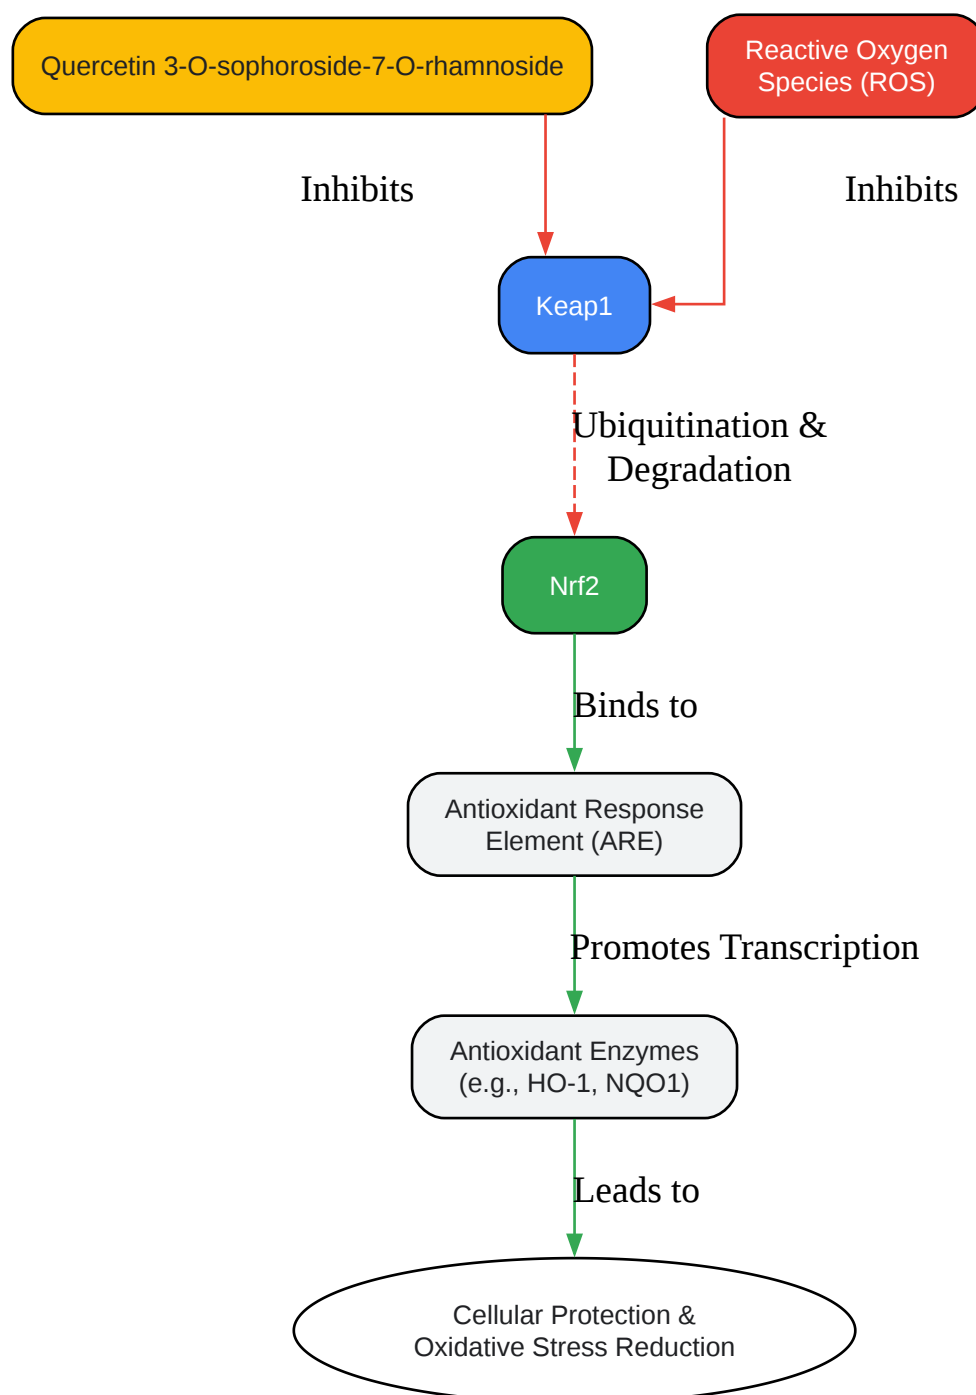 Quercetin 3-O-sophoroside-7-O-rhamnoside
Reactive Oxygen
Species (ROS)
Inhibits
Inhibits
Keap1
Ubiquitination &
Degradation
Nrf2
Binds to
Antioxidant Response
Element (ARE)
Promotes Transcription
Antioxidant Enzymes
(e.g., HO-1, NQO1)
Leads to
Cellular Protection &
Oxidative Stress Reduction